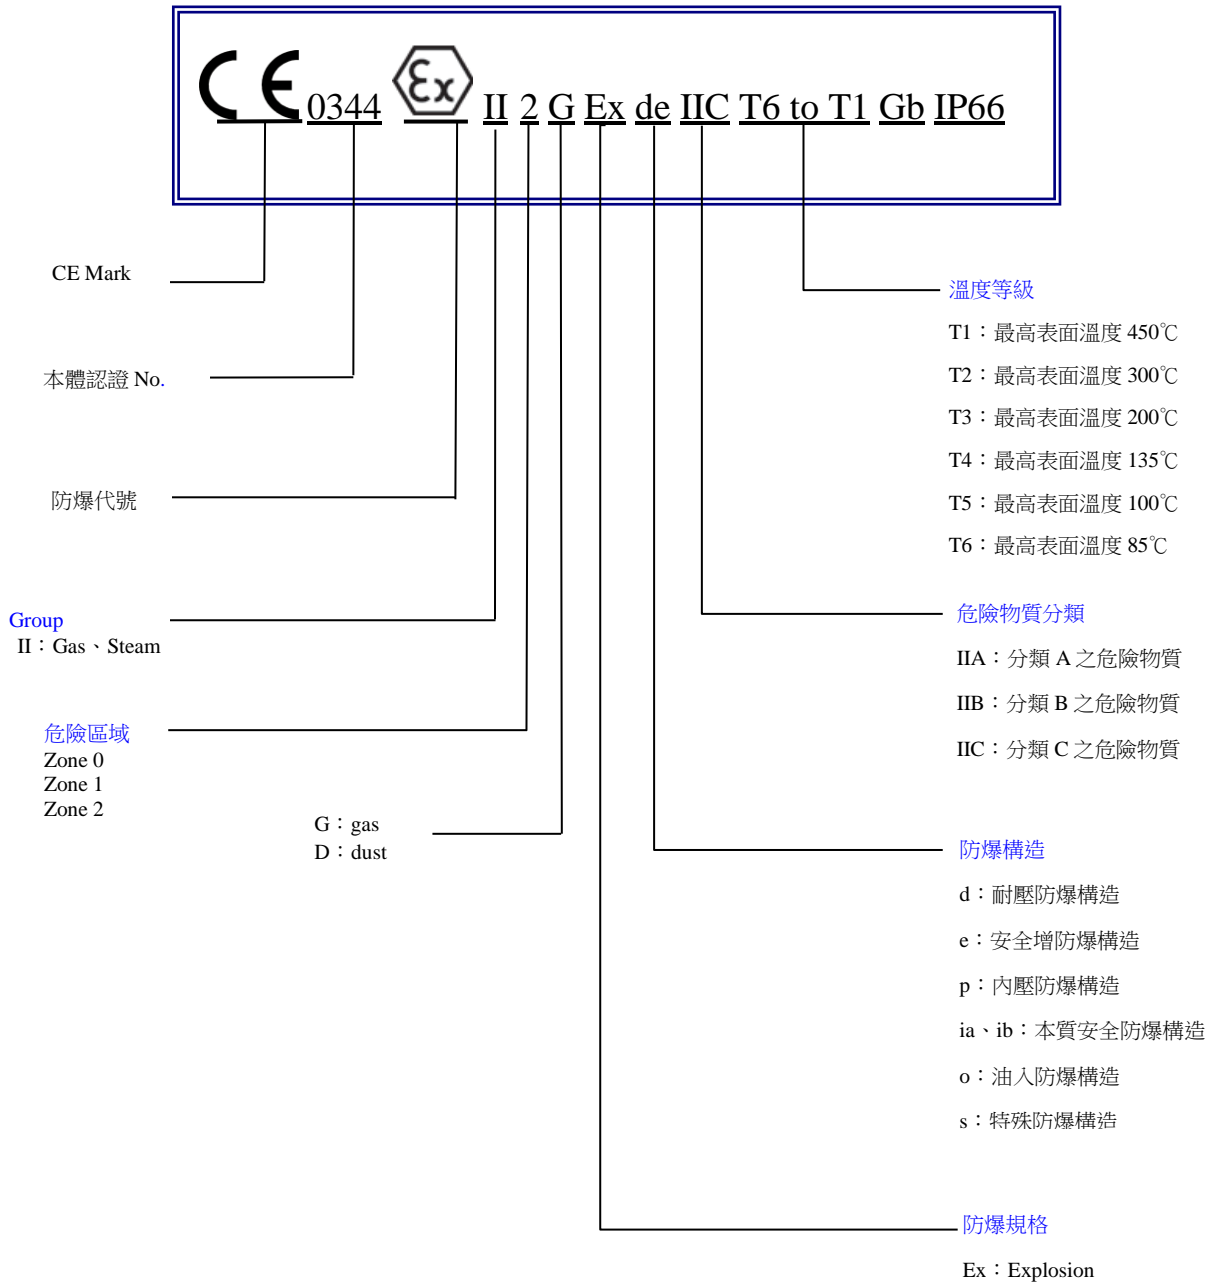 CE 0344 Ex II 2 G Ex de IIC T6 to T1 Gb IP66
CE Mark
本體認證 No.
防爆代號
Group
II：Gas、Steam
危險區域
Zone 0
Zone 1
Zone 2
G：gas
D：dust
溫度等級
T1：最高表面溫度 450℃
T2：最高表面溫度 300℃
T3：最高表面溫度 200℃
T4：最高表面溫度 135℃
T5：最高表面溫度 100℃
T6：最高表面溫度 85℃
危險物質分類
IIA：分類 A 之危險物質
IIB：分類 B 之危險物質
IIC：分類 C 之危險物質
防爆構造
d：耐壓防爆構造
e：安全增防爆構造
p：內壓防爆構造
ia、ib：本質安全防爆構造
o：油入防爆構造
s：特殊防爆構造
防爆規格
Ex：Explosion